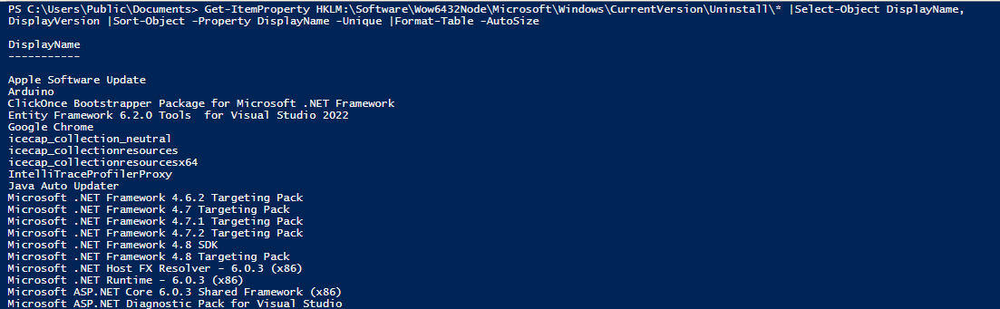 PS C:\Users\Public\Documents> Get-ItemProperty HKLM:\Software\Wow6432Node\Microsoft\Windows\CurrentVersion\Uninstall\* |Select-Object DisplayName,
DisplayVersion |Sort-Object -Property DisplayName -Unique |Format-Table -AutoSize
DisplayName
-----------
Apple Software Update
Arduino
ClickOnce Bootstrapper Package for Microsoft .NET Framework
Entity Framework 6.2.0 Tools  for Visual Studio 2022
Google Chrome
icecap_collection_neutral
icecap_collectionresources
icecap_collectionresourcesx64
IntelliTraceProfilerProxy
Java Auto Updater
Microsoft .NET Framework 4.6.2 Targeting Pack
Microsoft .NET Framework 4.7 Targeting Pack
Microsoft .NET Framework 4.7.1 Targeting Pack
Microsoft .NET Framework 4.7.2 Targeting Pack
Microsoft .NET Framework 4.8 SDK
Microsoft .NET Framework 4.8 Targeting Pack
Microsoft .NET Host FX Resolver - 6.0.3 (x86)
Microsoft .NET Runtime - 6.0.3 (x86)
Microsoft ASP.NET Core 6.0.3 Shared Framework (x86)
Microsoft ASP.NET Diagnostic Pack for Visual Studio